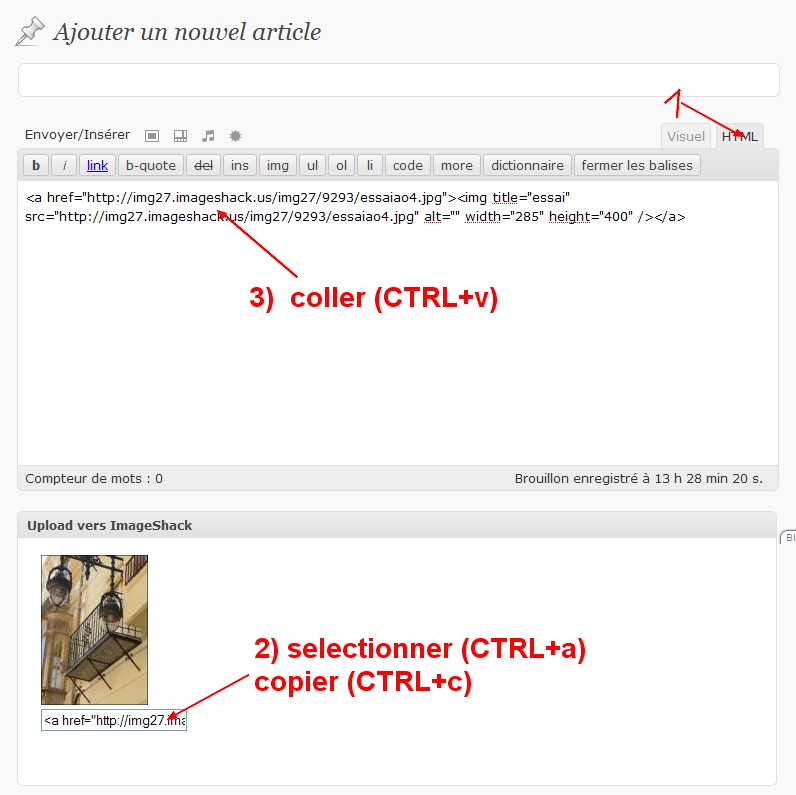 Ajouter un nouvel article
1
Envoyer/Insérer
Visuel
HTML
b i link b-quote del ins img ul ol li code more dictionnaire fermer les balises
<a href="http://img27.imageshack.us/img27/9293/essaiao4.jpg"><img title="essai"
src="http://img27.imageshack.us/img27/9293/essaiao4.jpg" alt="" width="285" height="400" /></a>
3) coller (CTRL+v)
Compteur de mots : 0
Brouillon enregistré à 13 h 28 min 20 s.
Upload vers ImageShack
Bl
2) selectionner (CTRL+a)
copier (CTRL+c)
<a href="http://img27.ima